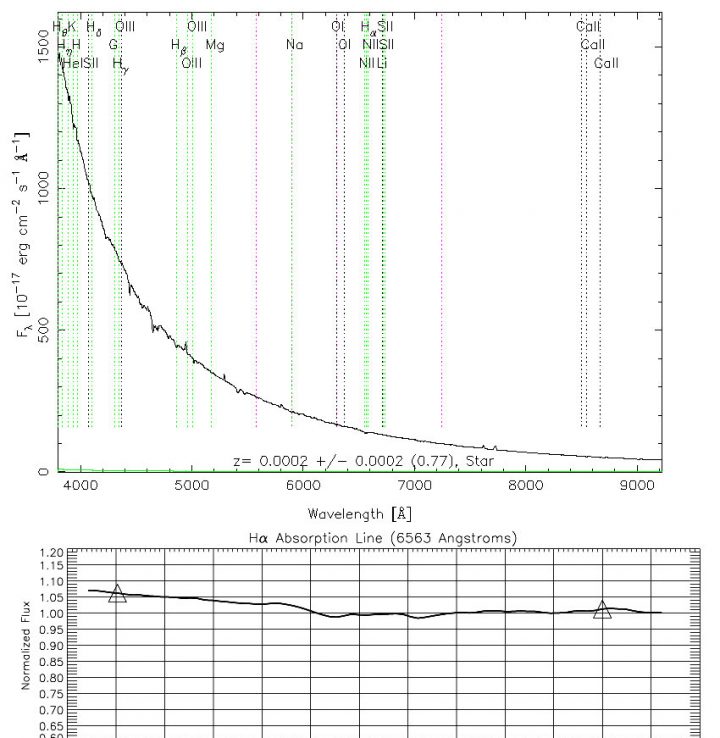 Hθ K Hδ OIII OIII OI Hα SII CaII
Hη H G Hβ Mg Na OI NII SII CaII
HeI SII Hγ OIII NII Li CaII
1500
1000
500
0
Fλ [10⁻¹⁷ erg cm⁻² s⁻¹ Å⁻¹]
z= 0.0002 +/- 0.0002 (0.77), Star
4000 5000 6000 7000 8000 9000
Wavelength [Å]
Hα Absorption Line (6563 Angstroms)
1.20
1.15
1.10
1.05
1.00
0.95
0.90
0.85
0.80
0.75
0.70
0.65
0.60
Normalized Flux